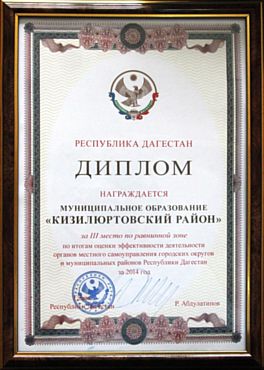 РЕСПУБЛИКА ДАГЕСТАН
ДИПЛОМ
НАГРАЖДАЕТСЯ
МУНИЦИПАЛЬНОЕ ОБРАЗОВАНИЕ
«КИЗИЛЮРТОВСКИЙ РАЙОН»
за III место по равнинной зоне
по итогам оценки эффективности деятельности
органов местного самоуправления городских округов
и муниципальных районов Республики Дагестан
за 2014 год
Республики Р. Абдулатипов